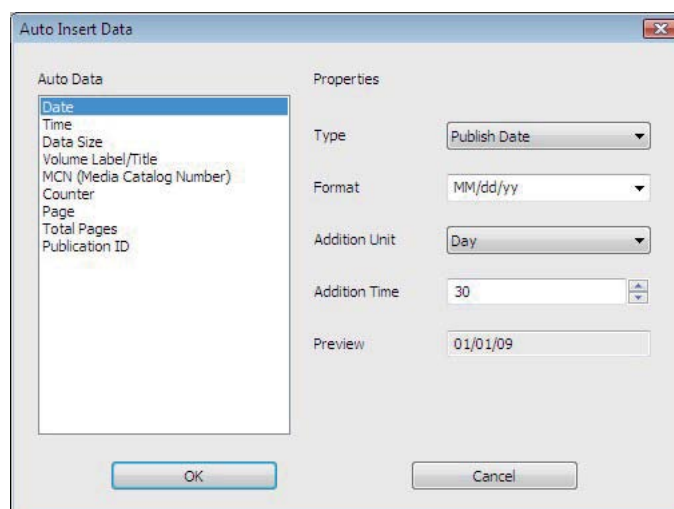 Auto Insert Data
Auto Data
Date
Time
Data Size
Volume Label/Title
MCN (Media Catalog Number)
Counter
Page
Total Pages
Publication ID
Properties
Type Publish Date
Format MM/dd/yy
Addition Unit Day
Addition Time 30
Preview 01/01/09
OK Cancel